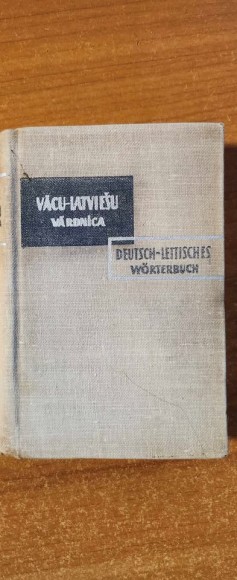 VĀCU-LATVIEŠU
VĀRDNĪCA
DEUTSCH-LETTISCHES
WÖRTERBUCH